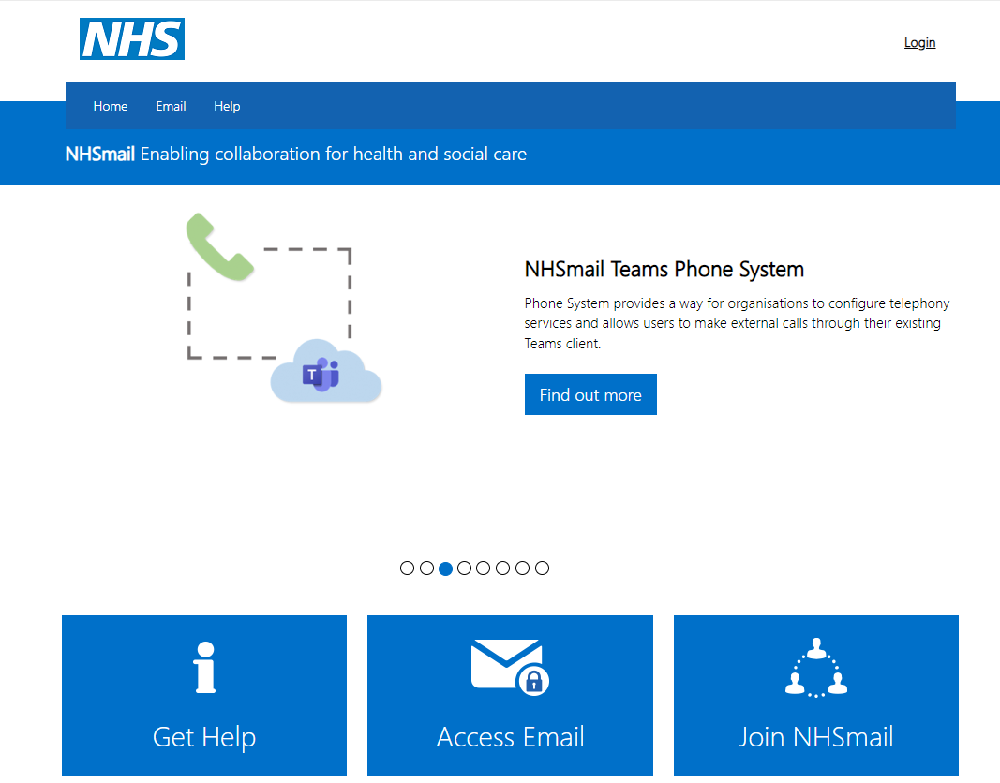 NHS
Login
Home Email Help
NHSmail Enabling collaboration for health and social care
NHSmail Teams Phone System
Phone System provides a way for organisations to configure telephony
services and allows users to make external calls through their existing
Teams client.
T
Find out more
Get Help Access Email Join NHSmail